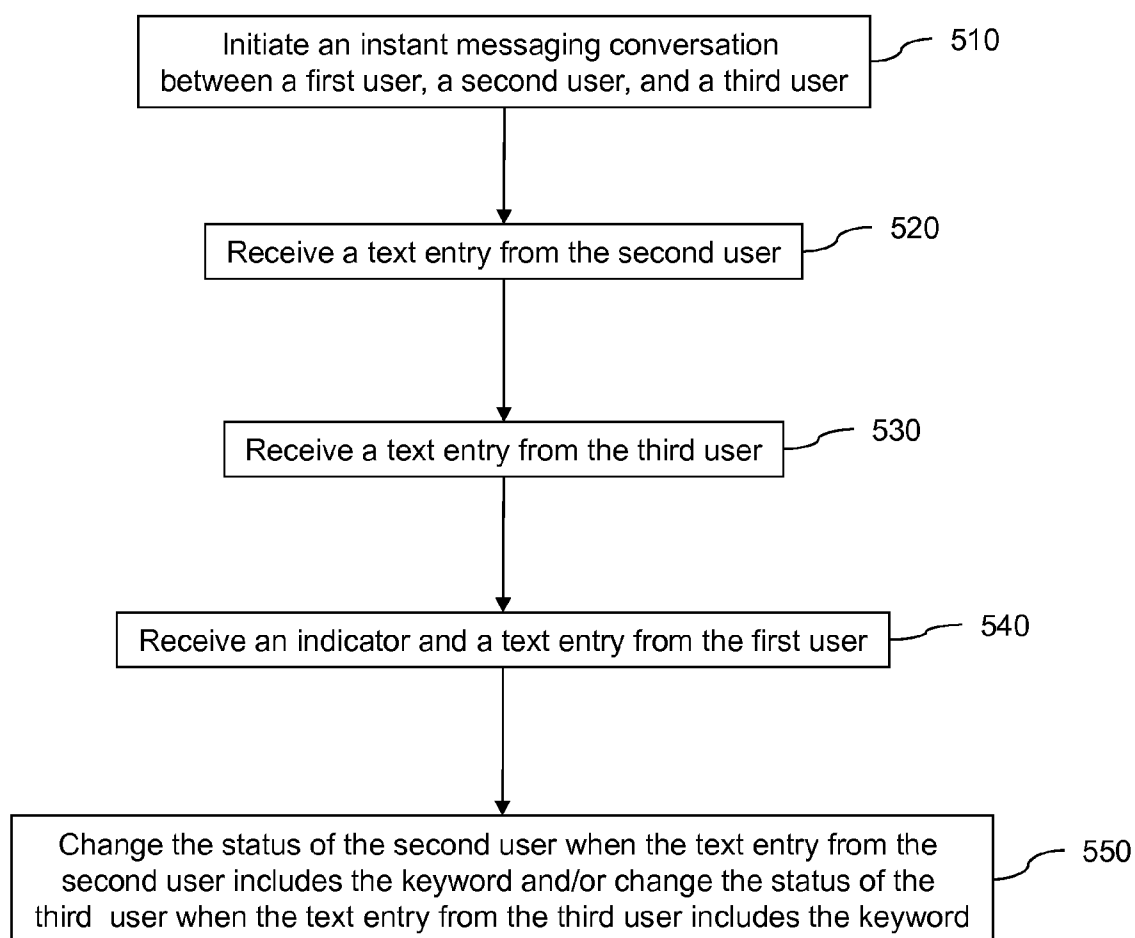 Initiate an instant messaging conversation
between a first user, a second user, and a third user
510
Receive a text entry from the second user
520
Receive a text entry from the third user
530
Receive an indicator and a text entry from the first user
540
Change the status of the second user when the text entry from the
second user includes the keyword and/or change the status of the
third user when the text entry from the third user includes the keyword
550